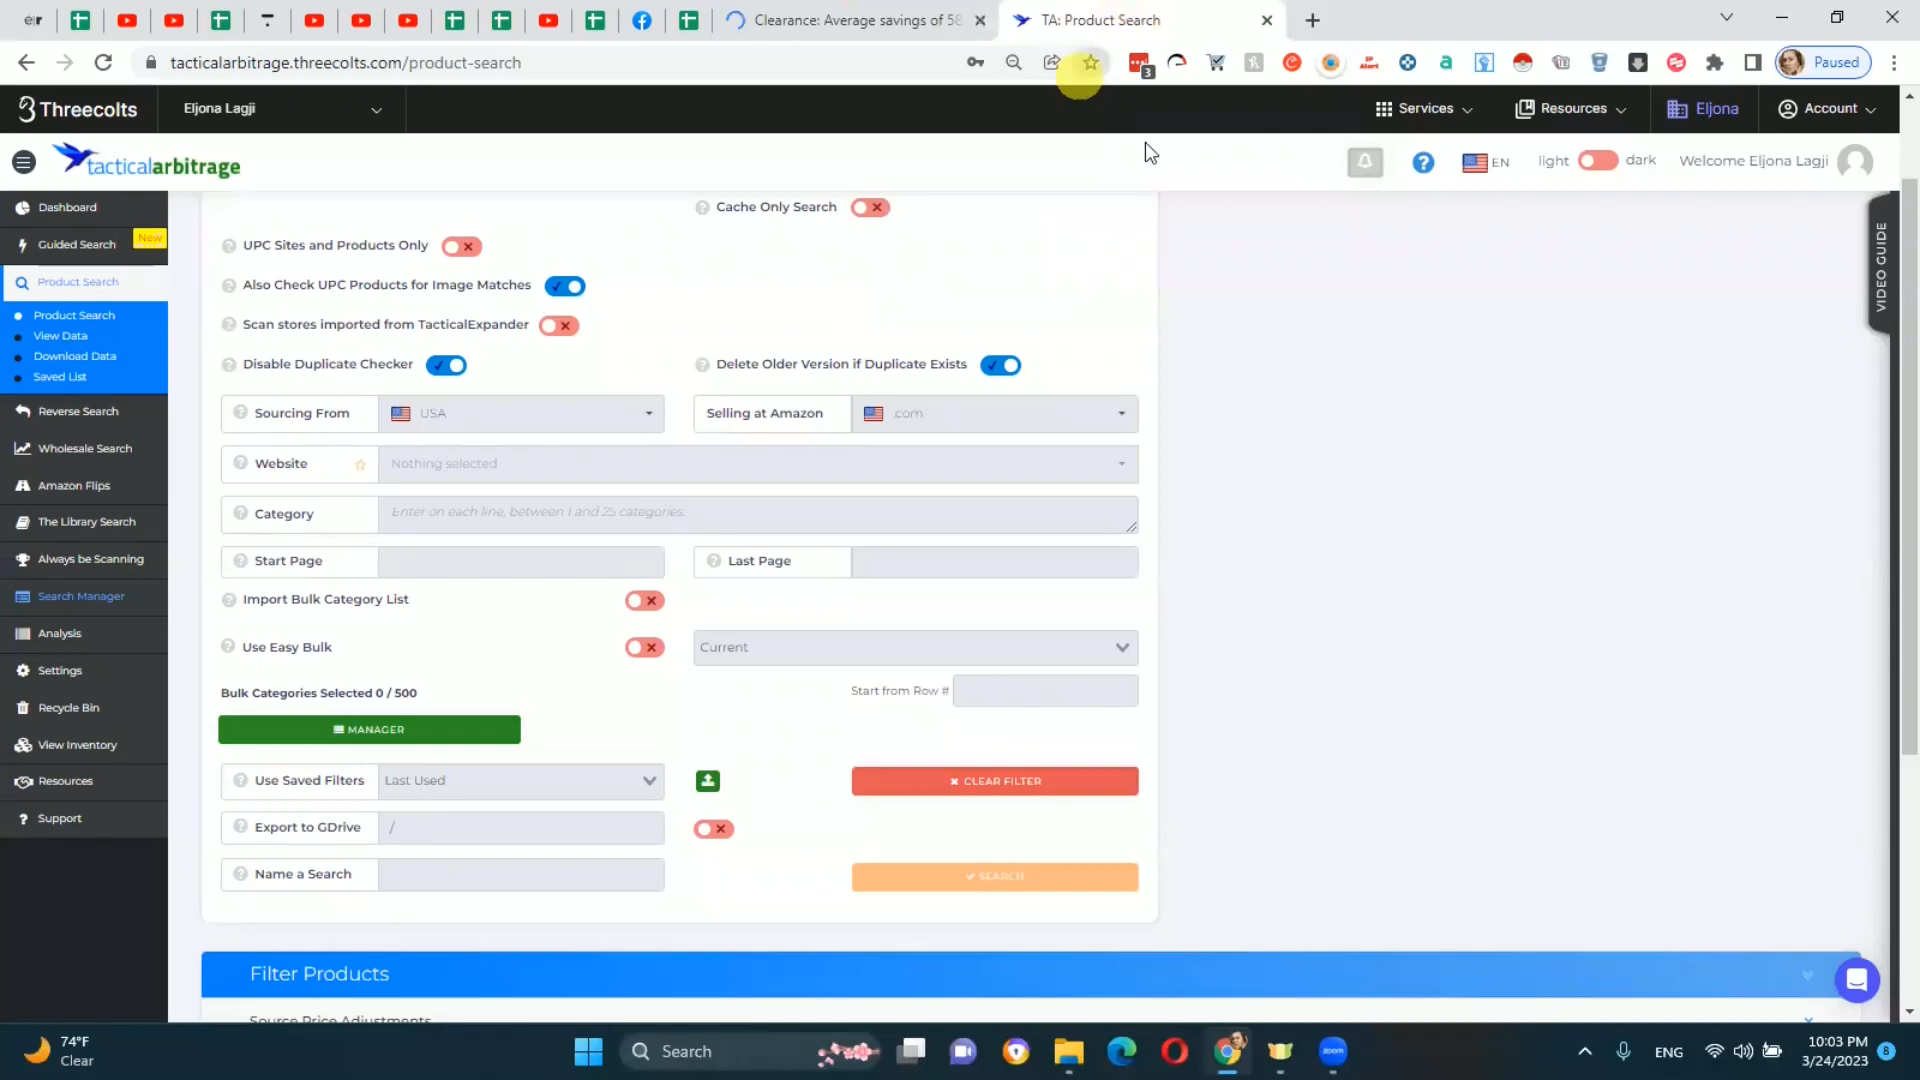 Clearance: Average savings of 58
TA: Product Search
tacticalarbitrage.threecolts.com/product-search
3
Paused
Threecolts
Eljona Lagji
Services
Resources
Eljona
Account
tacticalarbitrage
EN
light
dark
Welcome Eljona Lagji
Dashboard
Guided Search
New
Product Search
Product Search
View Data
Download Data
Saved List
Reverse Search
Wholesale Search
Amazon Flips
The Library Search
Always be Scanning
Search Manager
Analysis
Settings
Recycle Bin
View Inventory
Resources
Support
Cache Only Search
UPC Sites and Products Only
Also Check UPC Products for Image Matches
Scan stores imported from TacticalExpander
Disable Duplicate Checker
Delete Older Version if Duplicate Exists
Sourcing From
USA
Selling at Amazon
.com
Website
Nothing selected
Category
Enter on each line, between 1 and 25 categories.
Start Page
Last Page
Import Bulk Category List
Use Easy Bulk
Current
Bulk Categories Selected 0 / 500
Start from Row #
MANAGER
Use Saved Filters
Last Used
CLEAR FILTER
Export to GDrive
/
Name a Search
SEARCH
Filter Products
Source Price Adjustments
VIDEO GUIDE
74°F
Clear
Search
zoom
ENG
10:03 PM
3/24/2023
8